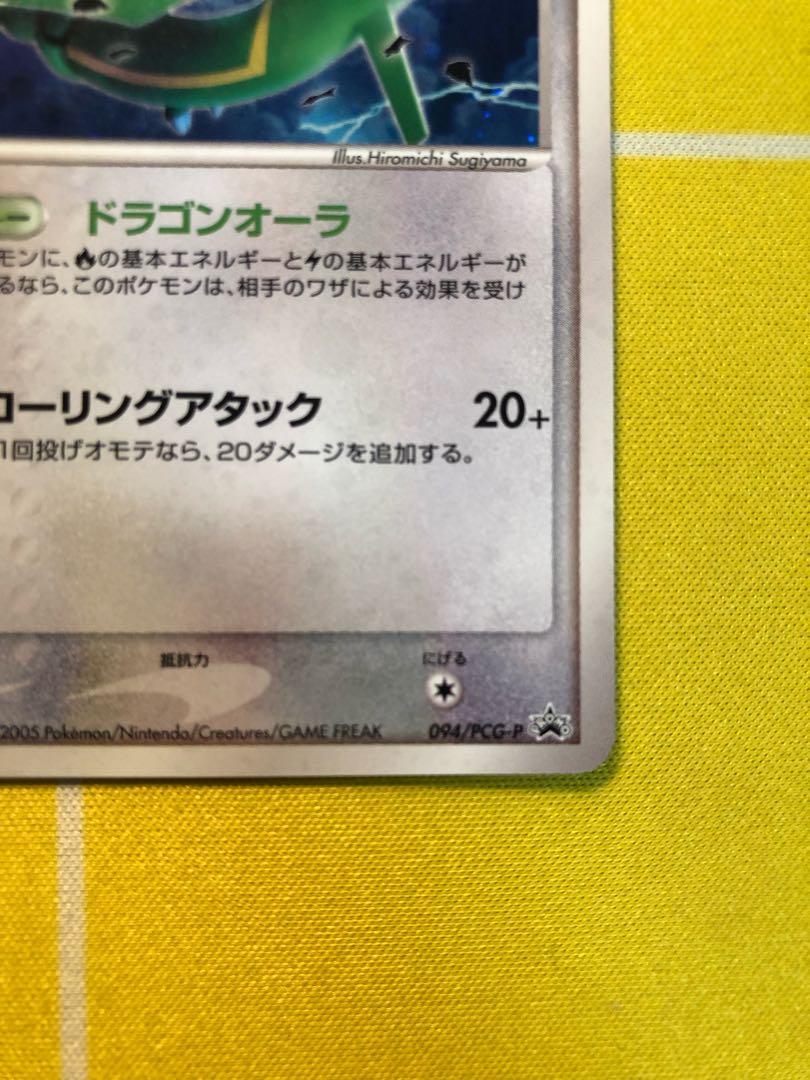 Illus.Hiromichi Sugiyama
ー ドラゴンオーラ
モンに、の基本エネルギーとの基本エネルギーが
るなら、このポケモンは、相手のワザによる効果を受け
ローリングアタック 20+
1回投げオモテなら、20ダメージを追加する。
抵抗力 にげる
2005 Pokémon/Nintendo/Creatures/GAME FREAK 094/PCG-P